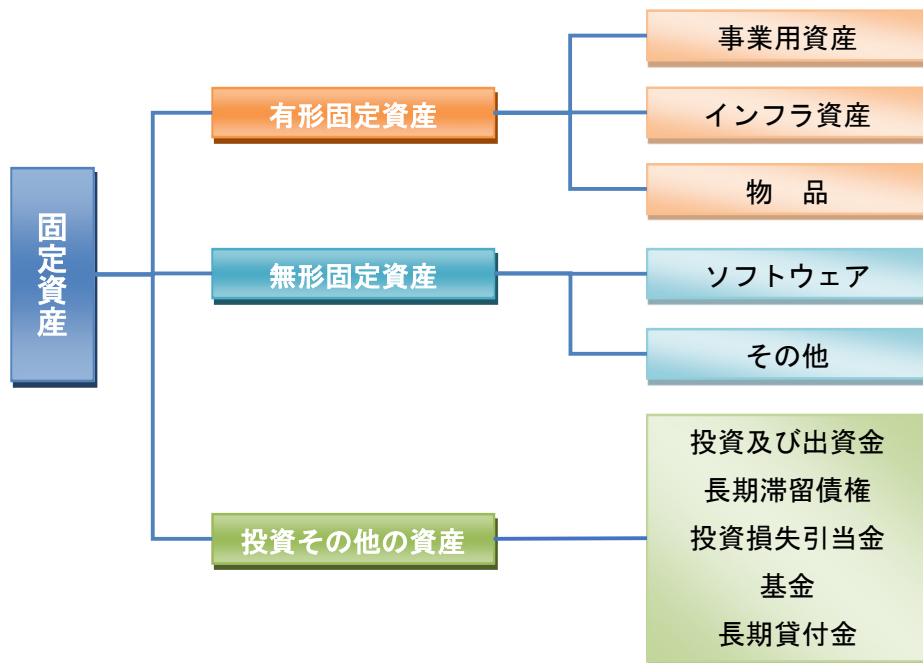 固定資産
有形固定資産
事業用資産
インフラ資産
物　品
無形固定資産
ソフトウェア
その他
投資その他の資産
投資及び出資金
長期滞留債権
投資損失引当金
基金
長期貸付金